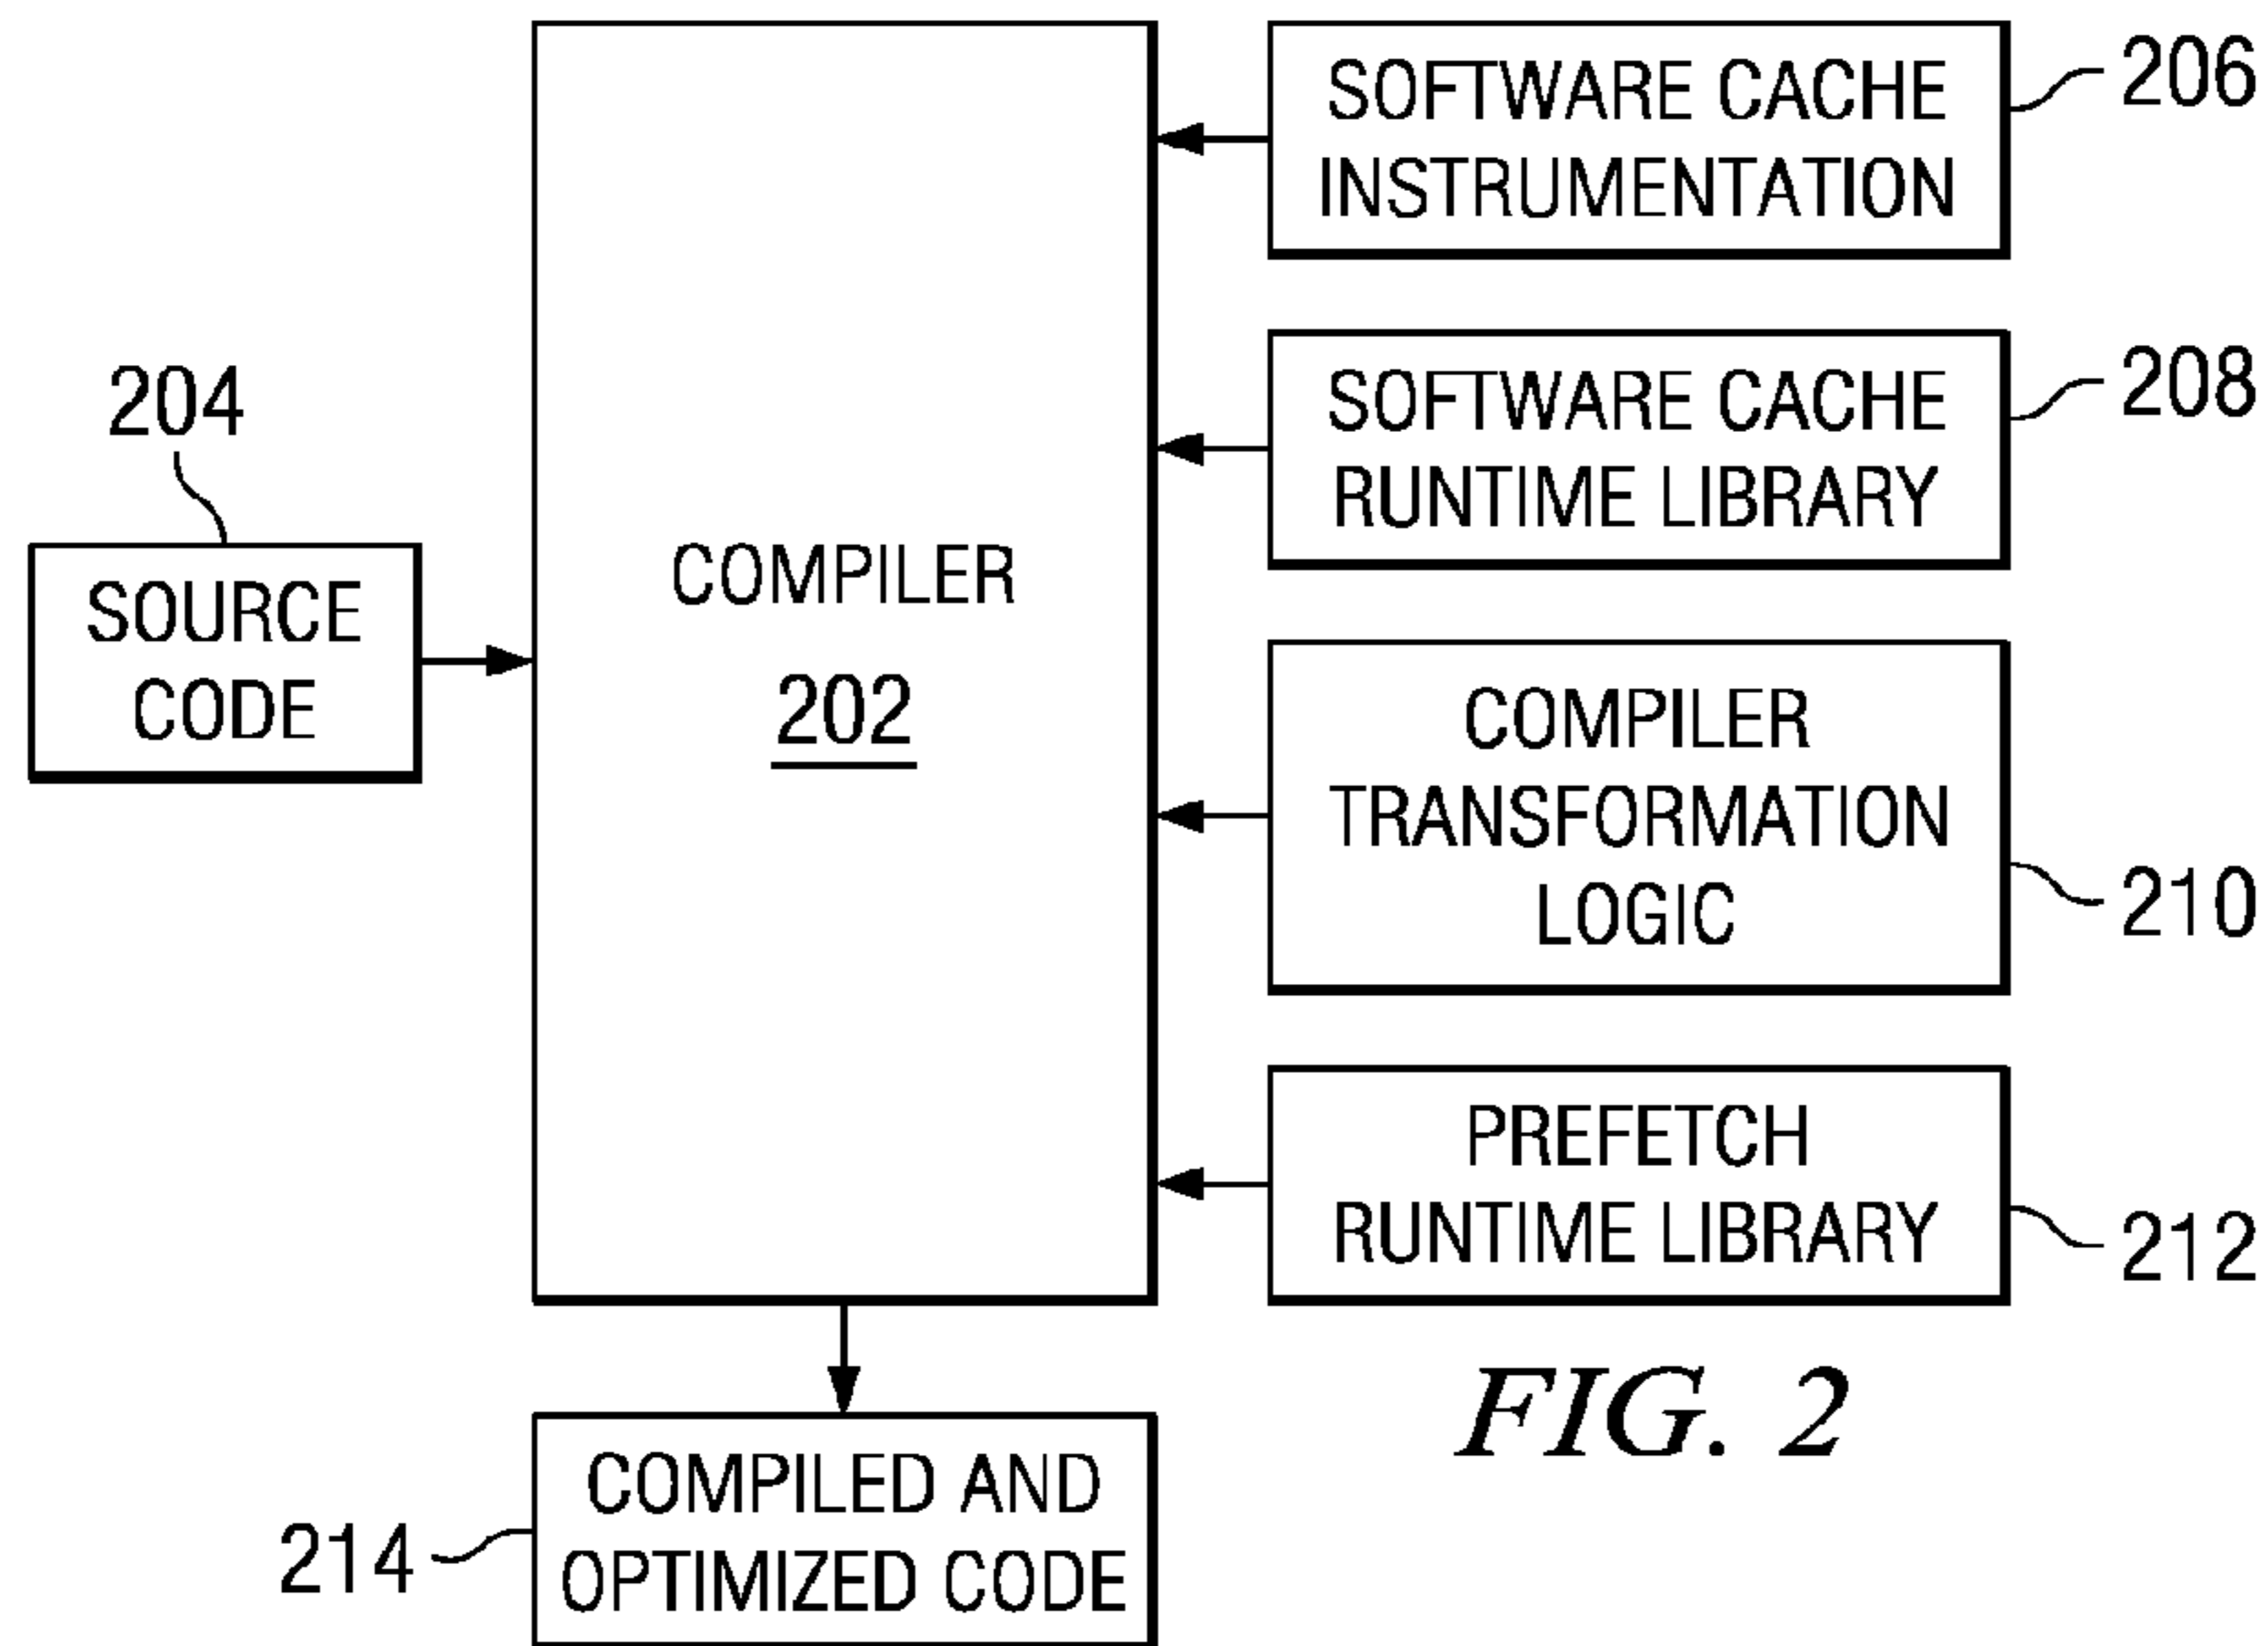 SOFTWARE CACHE
INSTRUMENTATION
206
SOFTWARE CACHE
RUNTIME LIBRARY
208
204
SOURCE
CODE
COMPILER
202
COMPILER
TRANSFORMATION
LOGIC
210
PREFETCH
RUNTIME LIBRARY
212
FIG. 2
COMPILED AND
OPTIMIZED CODE
214